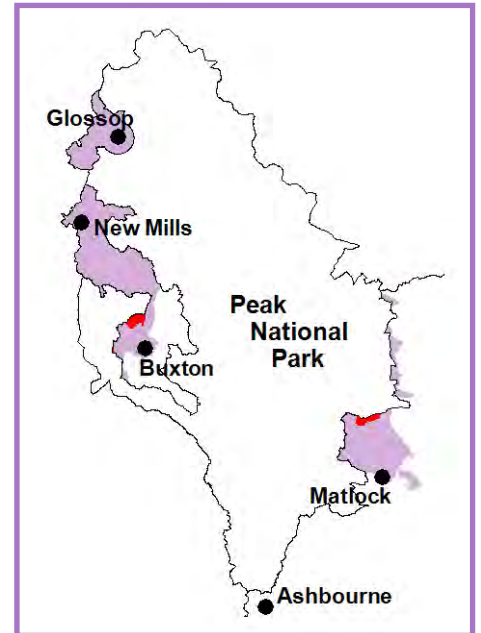 Glossop
New Mills
Peak
National
Park
Buxton
Matlock
Ashbourne